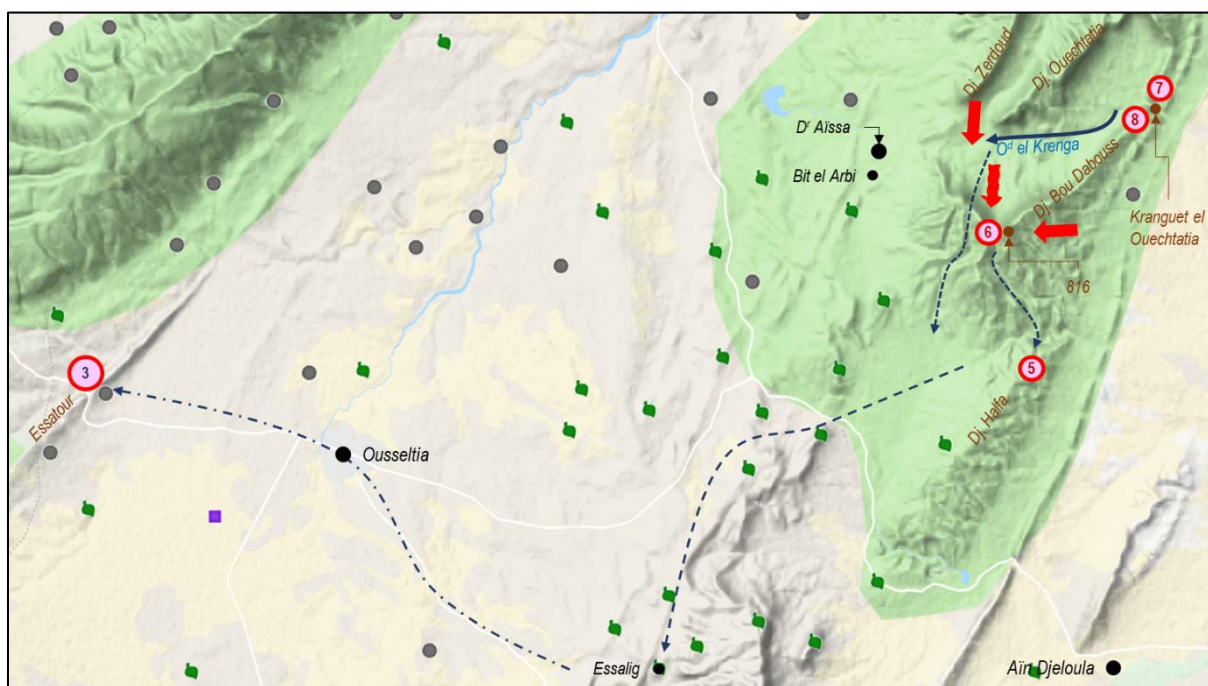 Dj. Zerdoud
Dj. Ouechtatia
7
8
Dʳ Aïssa
Oᵈ el Krenga
Bit el Arbi
Dj. Bou Dabouss
Kranguet el
Ouechtatia
6
816
3
5
Essatour
Dj. Halfa
Ousseltia
Essalig
Aïn Djeloula